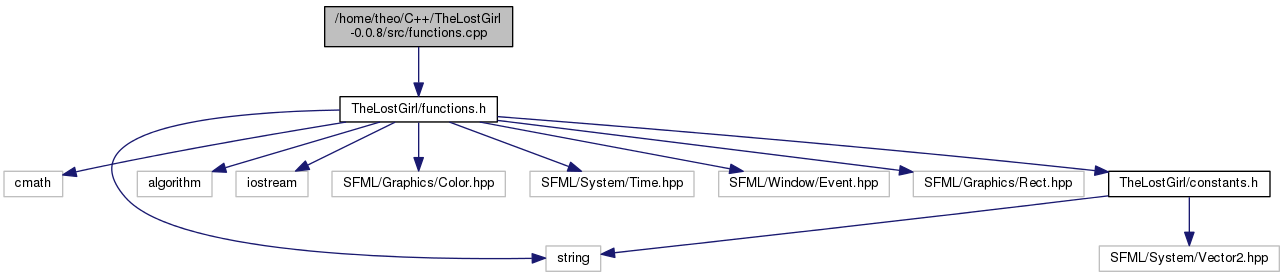 /home/theo/C++/TheLostGirl
-0.0.8/src/functions.cpp
TheLostGirl/functions.h
cmath
algorithm
iostream
SFML/Graphics/Color.hpp
SFML/System/Time.hpp
SFML/Window/Event.hpp
SFML/Graphics/Rect.hpp
TheLostGirl/constants.h
string
SFML/System/Vector2.hpp